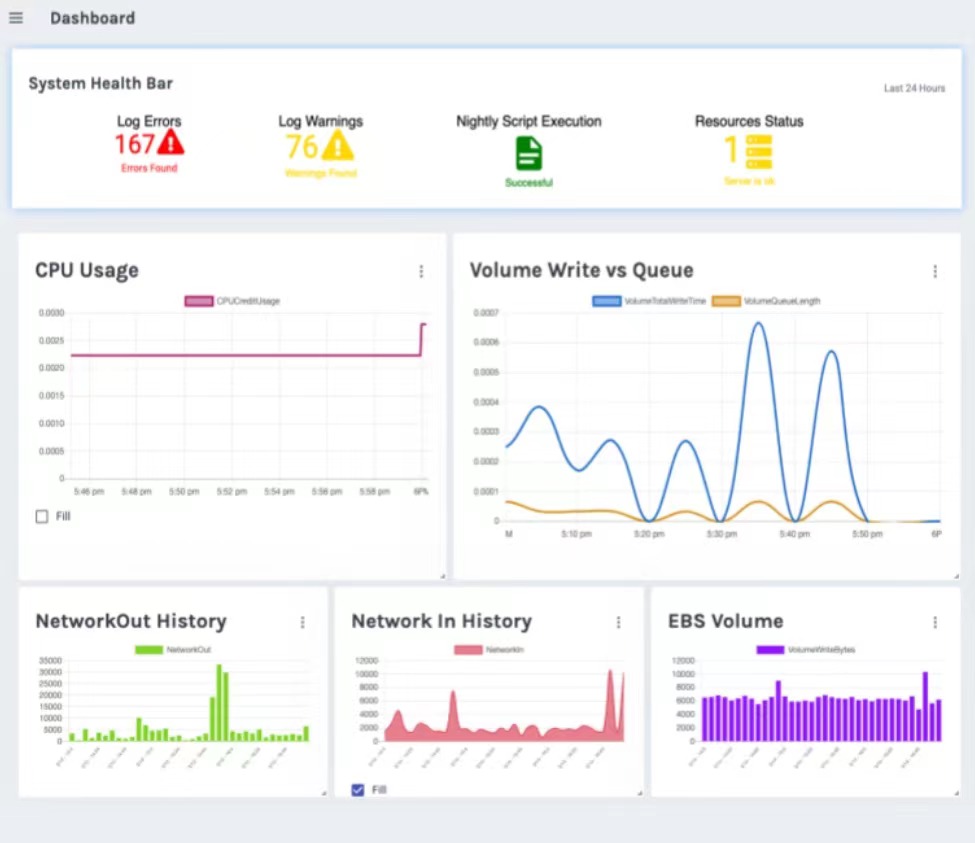 Dashboard
System Health Bar
Last 24 Hours
Log Errors
167
Errors Found
Log Warnings
76
Warnings Found
Nightly Script Execution
Successful
Resources Status
1
Server is ok
CPU Usage
CPUCreditUsage
0.0030
0.0025
0.0020
0.0015
0.0010
0.0005
0
5:46 pm 5:48 pm 5:50 pm 5:52 pm 5:54 pm 5:56 pm 5:58 pm
Fill
Volume Write vs Queue
VolumeTotalWriteTime VolumeQueueLength
0.0007
0.0006
0.0005
0.0004
0.0003
0.0002
0.0001
0
M 5:10 pm 5:20 pm 5:30 pm 5:40 pm 5:50 pm 6P
NetworkOut History
NetworkOut
35000
30000
25000
20000
15000
10000
5000
0
Network In History
NetworkIn
12000
10000
8000
6000
4000
2000
0
Fill
EBS Volume
VolumeWriteBytes
12000
10000
8000
6000
4000
2000
0